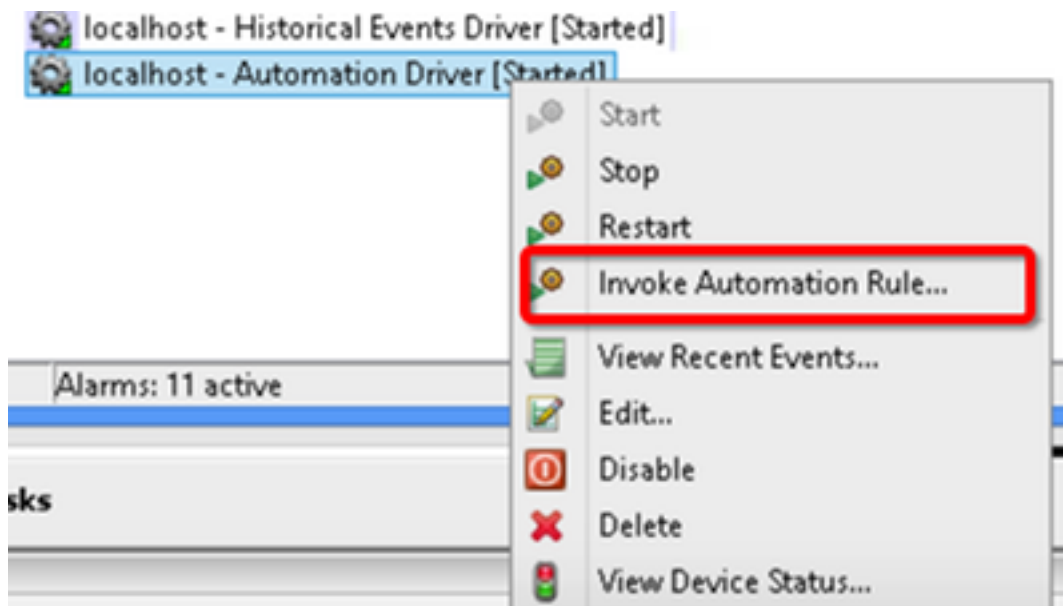 localhost - Historical Events Driver [Started]
localhost - Automation Driver [Started]
Start
Stop
Restart
Invoke Automation Rule...
View Recent Events...
Alarms: 11 active
Edit...
Disable
sks
Delete
View Device Status...